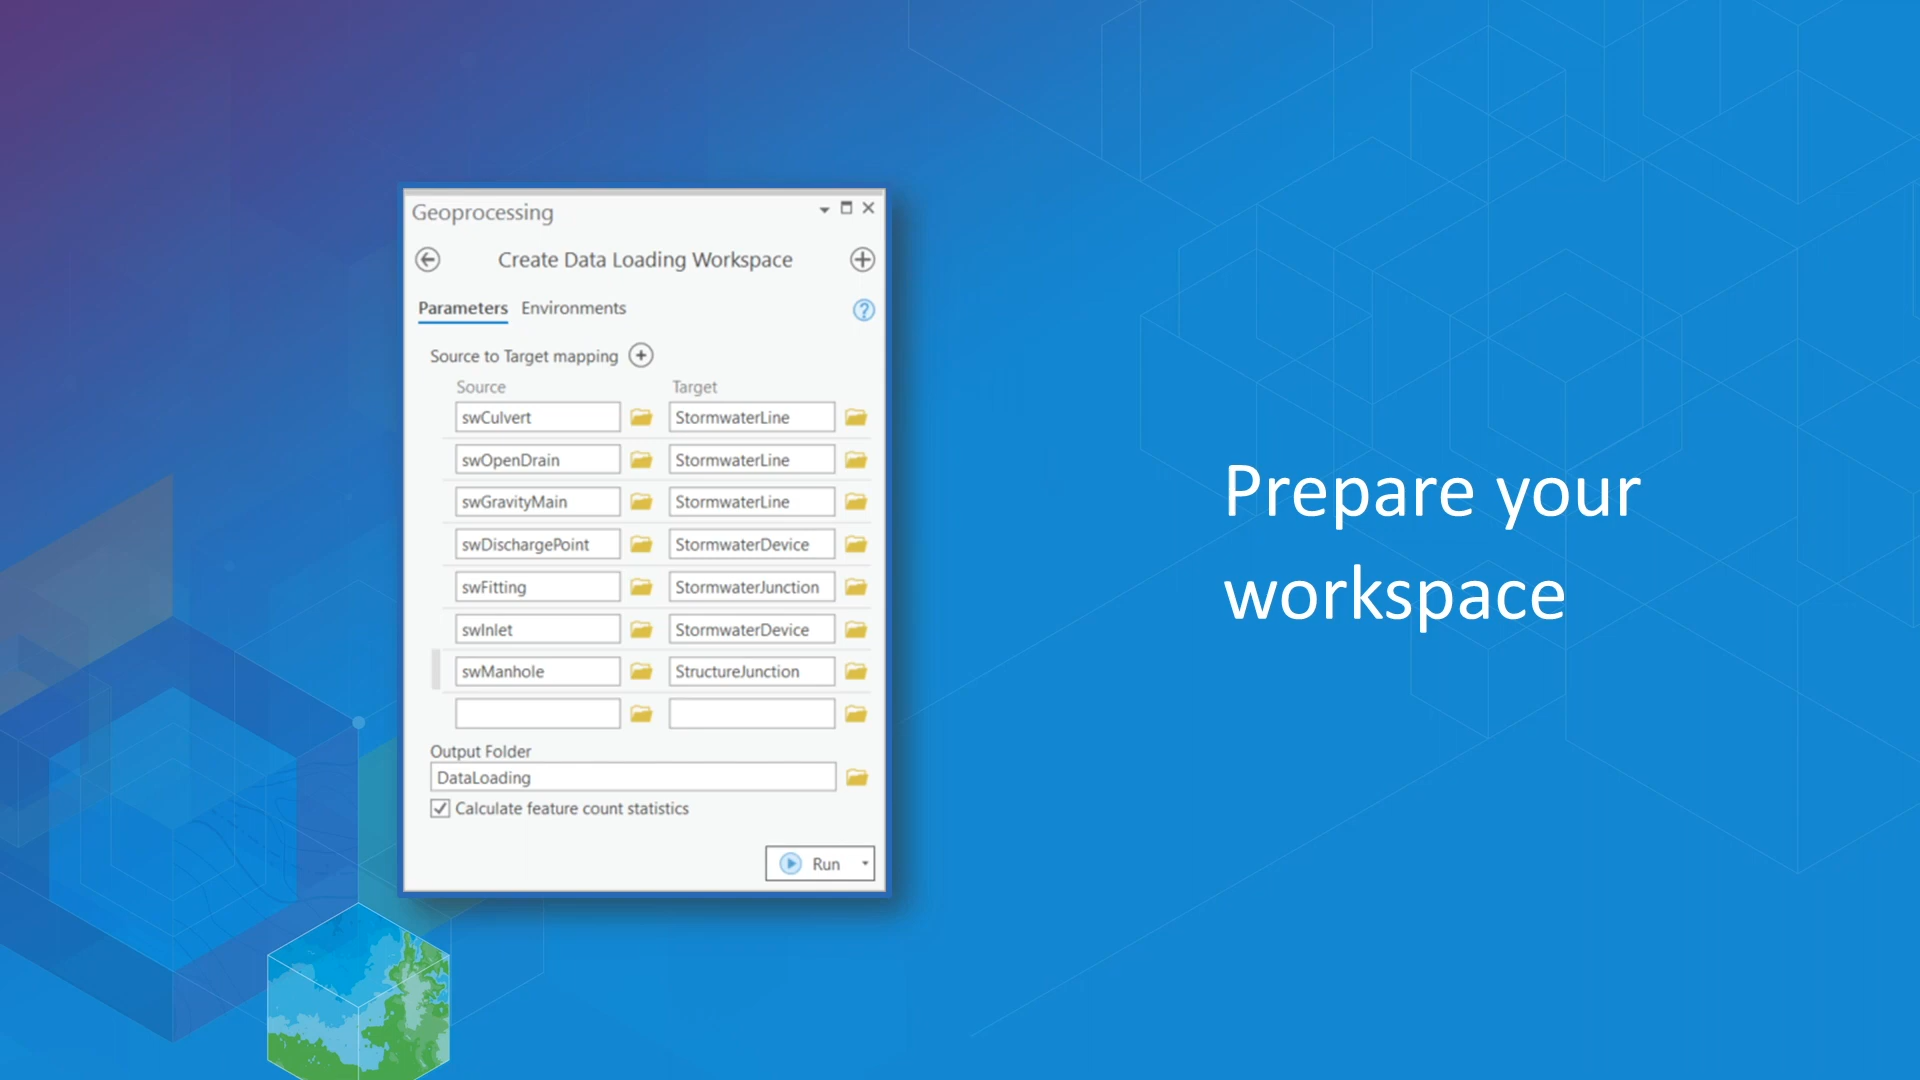 Geoprocessing
Create Data Loading Workspace
Parameters Environments
Source to Target mapping
Source Target
swCulvert StormwaterLine
swOpenDrain StormwaterLine
swGravityMain StormwaterLine
swDischargePoint StormwaterDevice
swFitting StormwaterJunction
swInlet StormwaterDevice
swManhole StructureJunction
Output Folder
DataLoading
Calculate feature count statistics
Run
Prepare your
workspace